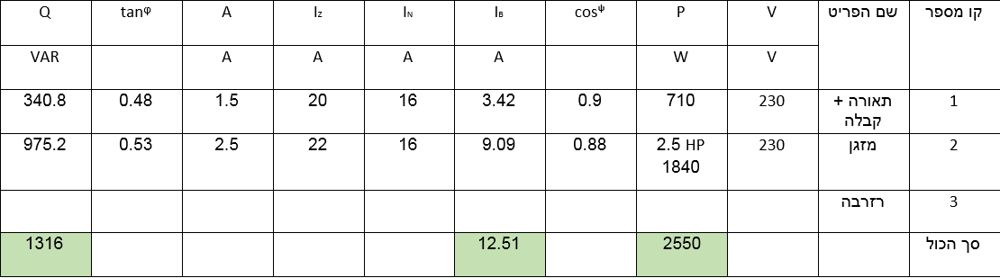 קו מספר שם הפריט V P cosᵠ I_B I_N I_Z A tanᵠ Q
V W A A A A VAR
1 תאורה + 230 710 0.9 3.42 16 20 1.5 0.48 340.8
קבלה
2 מזגן 230 2.5 HP 0.88 9.09 16 22 2.5 0.53 975.2
1840
3 רזרבה
סך הכול 2550 12.51 1316